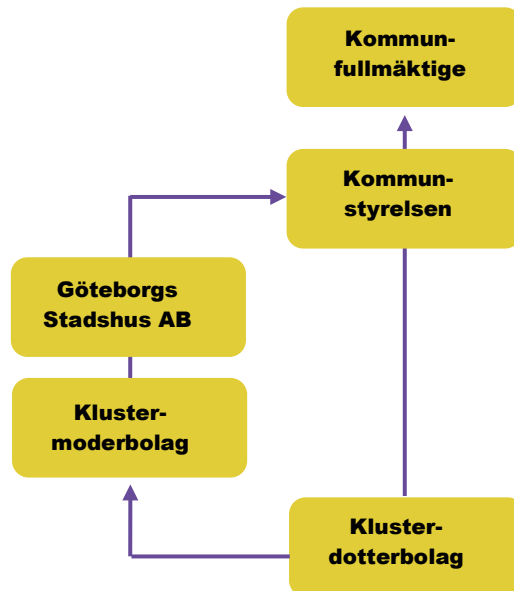 Kommun-
fullmäktige
Kommun-
styrelsen
Göteborgs
Stadshus AB
Kluster-
moderbolag
Kluster-
dotterbolag